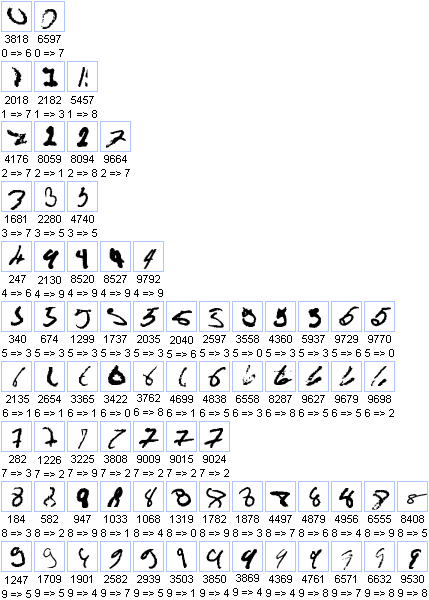 3818 6597
0 => 6 0 => 7
2018 2182 5457
1 => 7 1 => 3 1 => 8
4176 8059 8094 9664
2 => 7 2 => 1 2 => 8 2 => 7
1681 2280 4740
3 => 7 3 => 5 3 => 5
247 2130 8520 8527 9792
4 => 6 4 => 9 4 => 9 4 => 9 4 => 9
340 674 1299 1737 2035 2040 2597 3558 4360 5937 9729 9770
5 => 3 5 => 3 5 => 3 5 => 3 5 => 3 5 => 6 5 => 3 5 => 0 5 => 3 5 => 3 5 => 6 5 => 0
2135 2654 3365 3422 3762 4699 4838 6558 8287 9627 9679 9698
6 => 1 6 => 1 6 => 1 6 => 0 6 => 8 6 => 1 6 => 6 => 3 6 => 8 6 => 5 6 => 5 6 => 2
282 1226 3225 3808 9009 9015 9024
7 => 3 7 => 2 7 => 9 7 => 2 7 => 2 7 => 2 7 => 2
184 582 947 1033 1068 1319 1782 1878 4497 4879 4956 6555 8408
8 => 3 8 => 2 8 => 9 8 => 1 8 => 4 8 => 0 8 => 3 8 => 3 8 => 7 8 => 6 8 => 4 8 => 9 8 => 5
1247 1709 1901 2582 2939 3503 3850 3869 4369 4761 6571 6632 9530
9 => 5 9 => 5 9 => 4 9 => 7 9 => 5 9 => 1 9 => 4 9 => 4 9 => 4 9 => 8 9 => 7 9 => 7 9 => 8